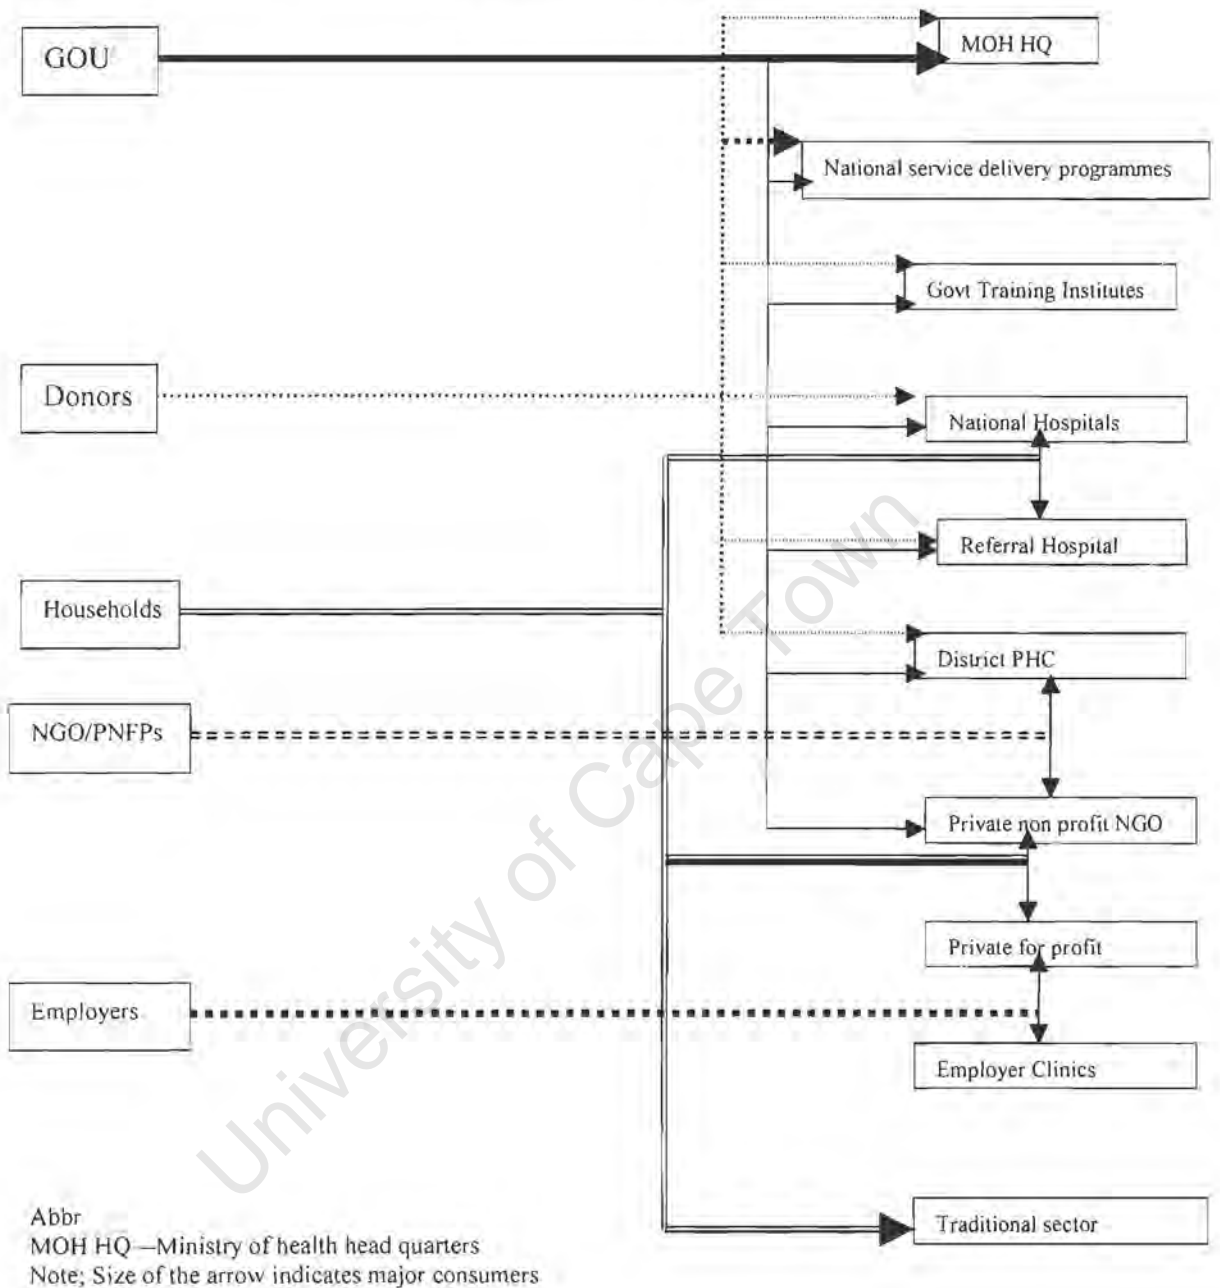 GOU
MOH HQ
National service delivery programmes
Govt Training Institutes
Donors
National Hospitals
Referral Hospital
Households
District PHC
NGO/PNFPs
Private non profit NGO
Private for profit
Employers
Employer Clinics
Traditional sector
University of Cape Town
Abbr
MOH HQ—Ministry of health head quarters
Note; Size of the arrow indicates major consumers